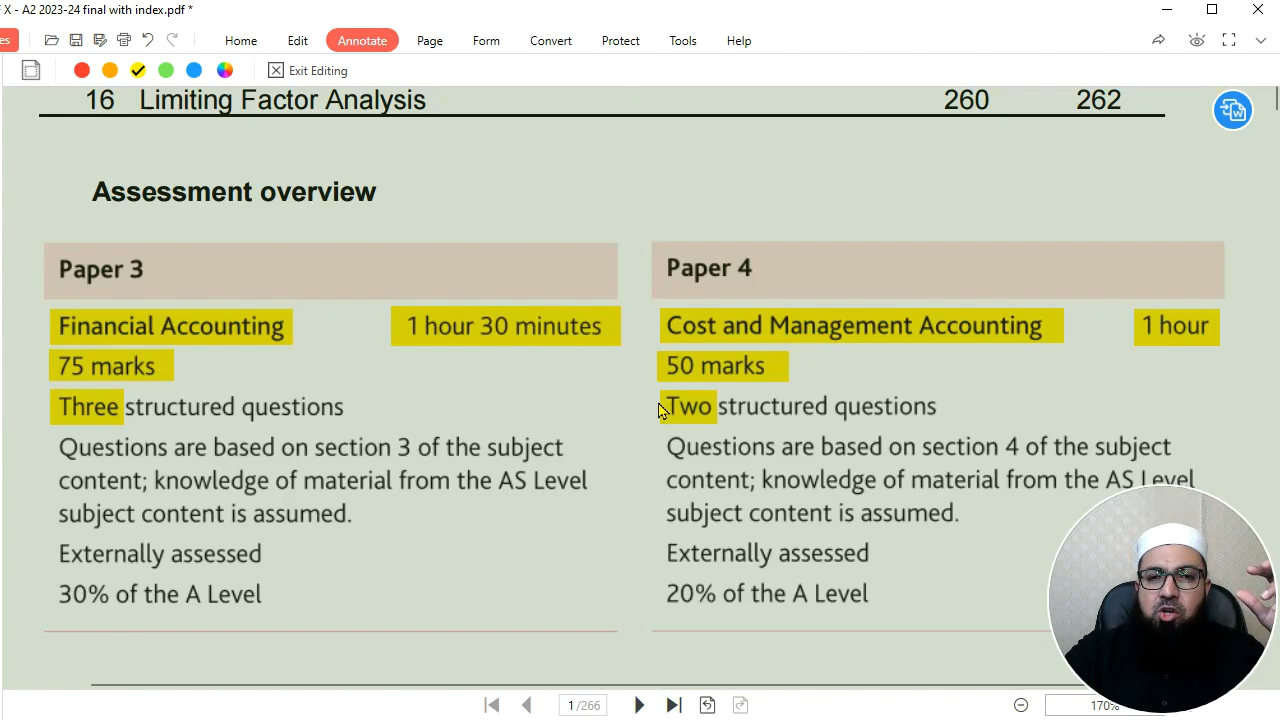 X - A2 2023-24 final with index.pdf *
es
Home Edit Annotate Page Form Convert Protect Tools Help
Exit Editing
16 Limiting Factor Analysis 260 262
Assessment overview
Paper 3
Financial Accounting 1 hour 30 minutes
75 marks
Three structured questions
Questions are based on section 3 of the subject
content; knowledge of material from the AS Level
subject content is assumed.
Externally assessed
30% of the A Level
Paper 4
Cost and Management Accounting 1 hour
50 marks
Two structured questions
Questions are based on section 4 of the subject
content; knowledge of material from the AS Level
subject content is assumed.
Externally assessed
20% of the A Level
1 /266
170%